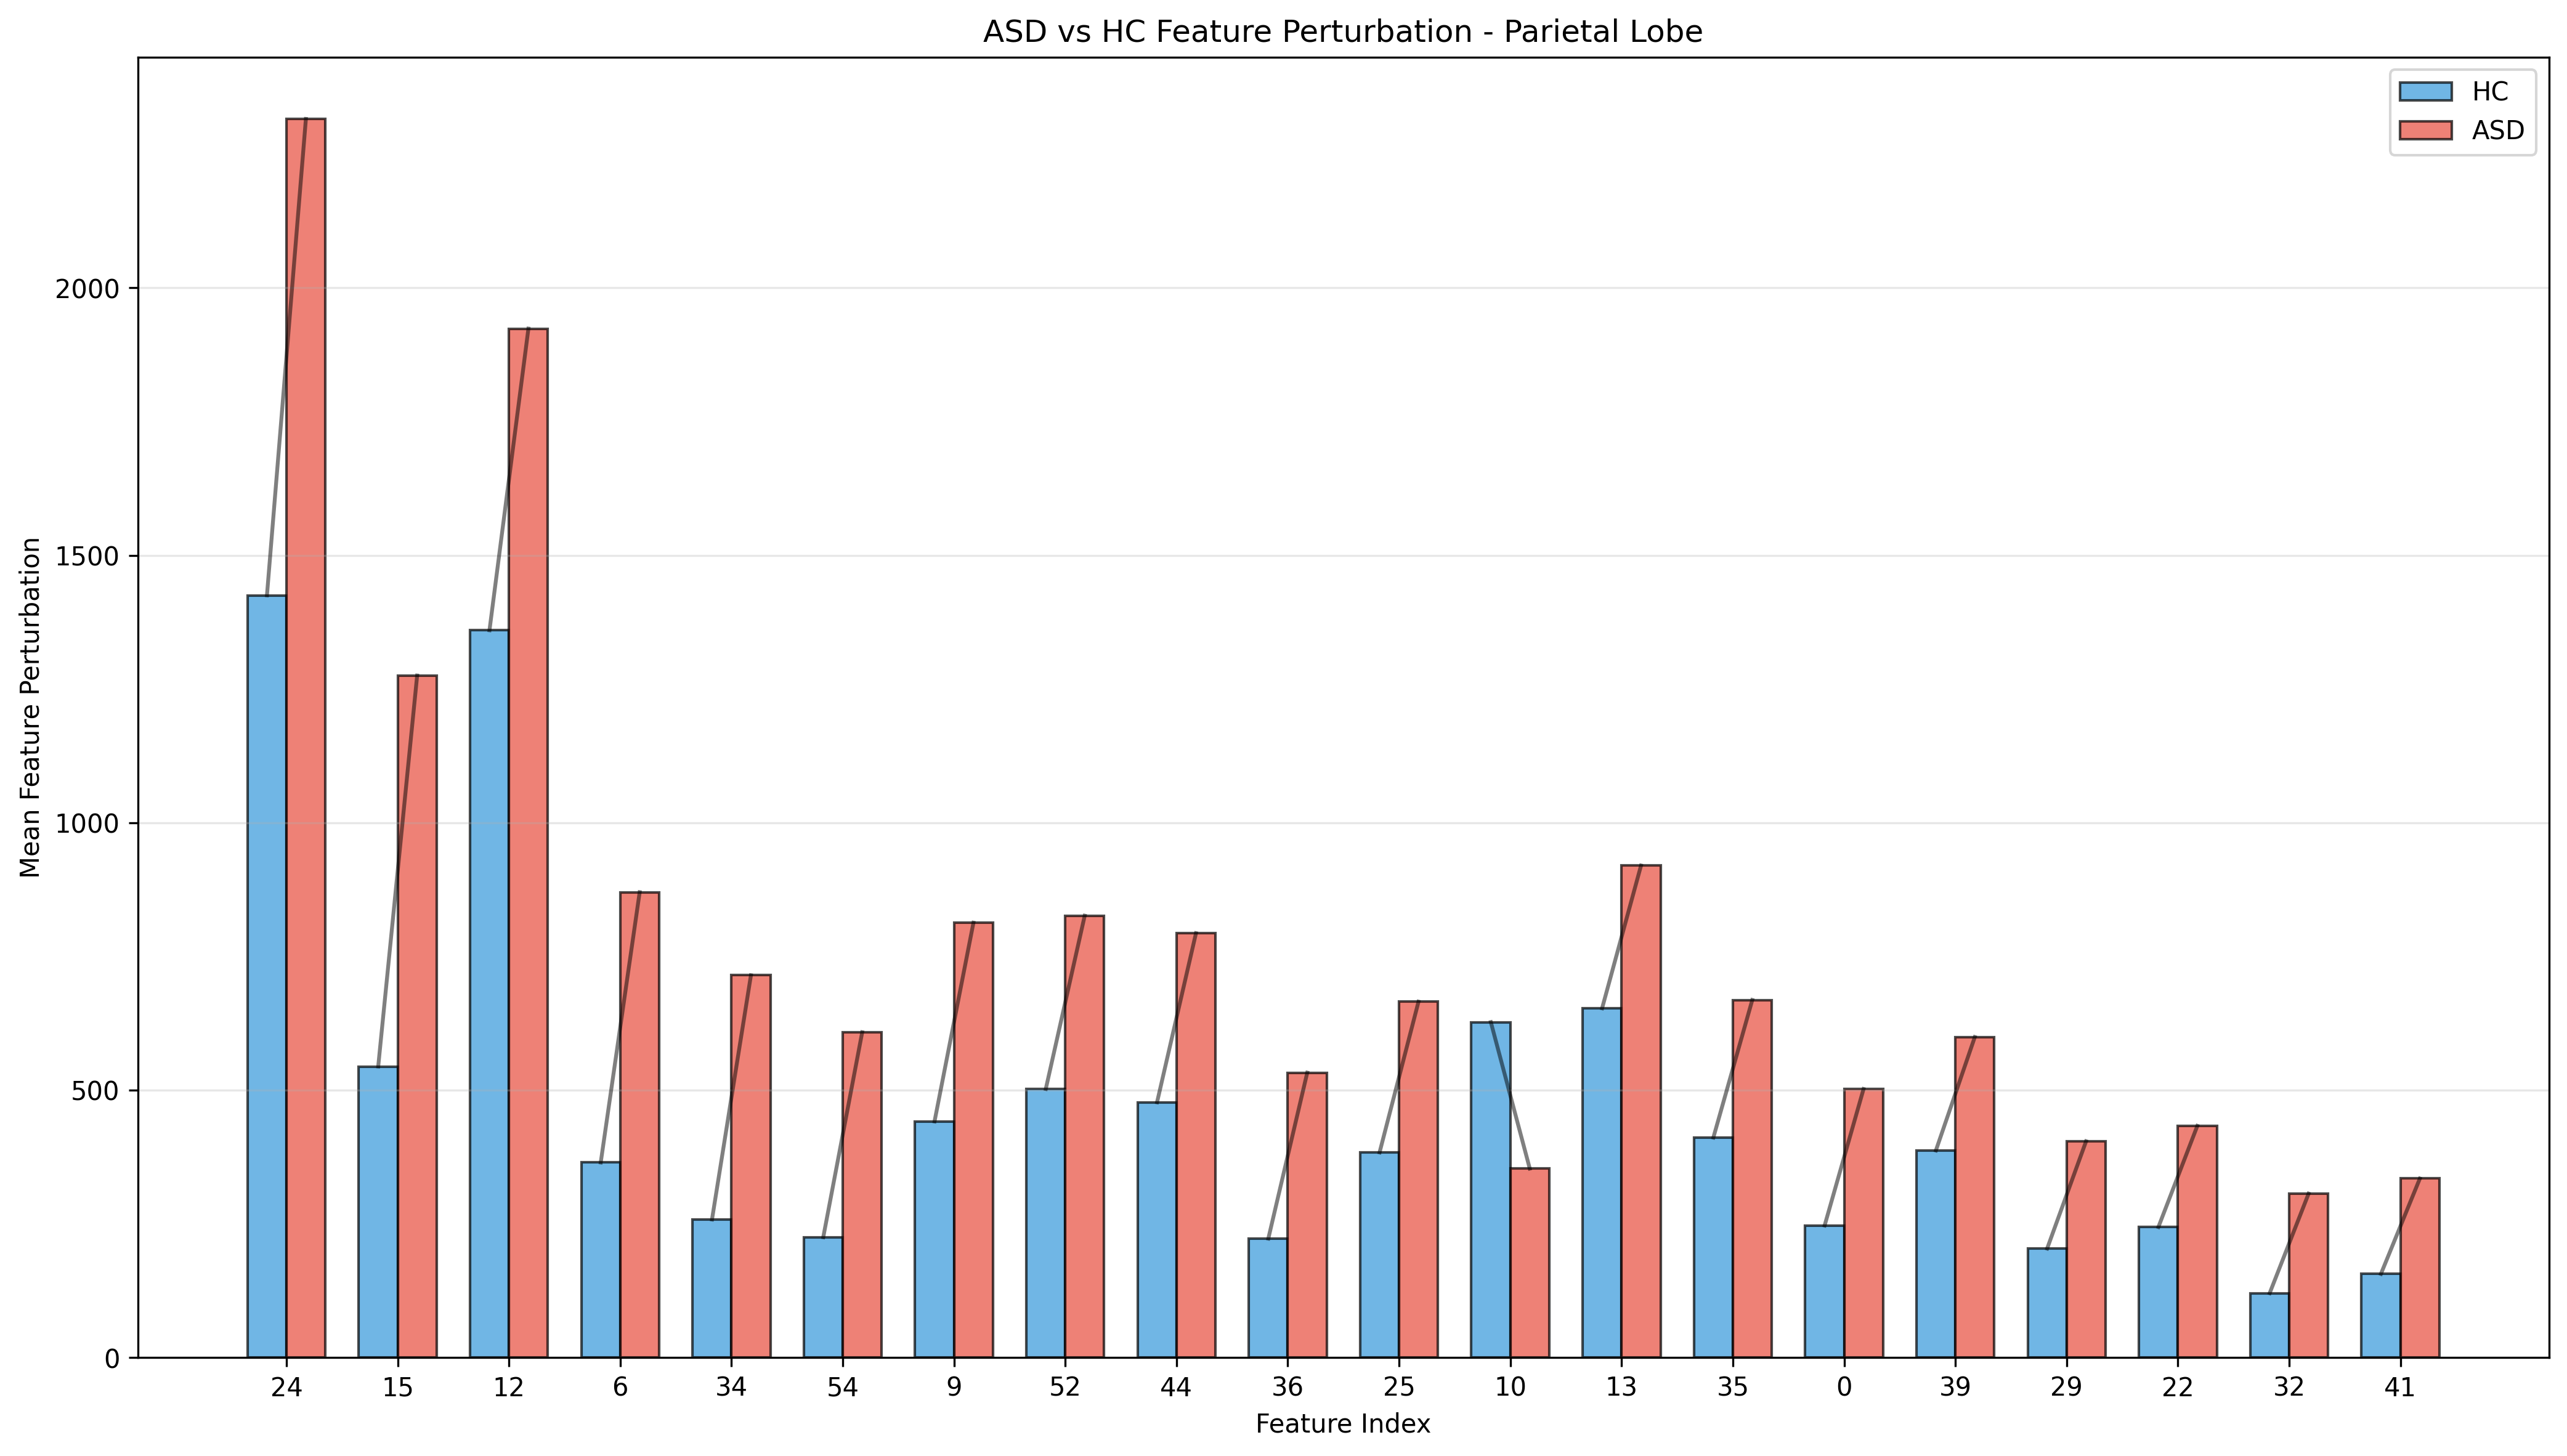 ASD vs HC Feature Perturbation - Parietal Lobe
HC
ASD
Mean Feature Perturbation
2000
1500
1000
500
0
24 15 12 6 34 54 9 52 44 36 25 10 13 35 0 39 29 22 32 41
Feature Index